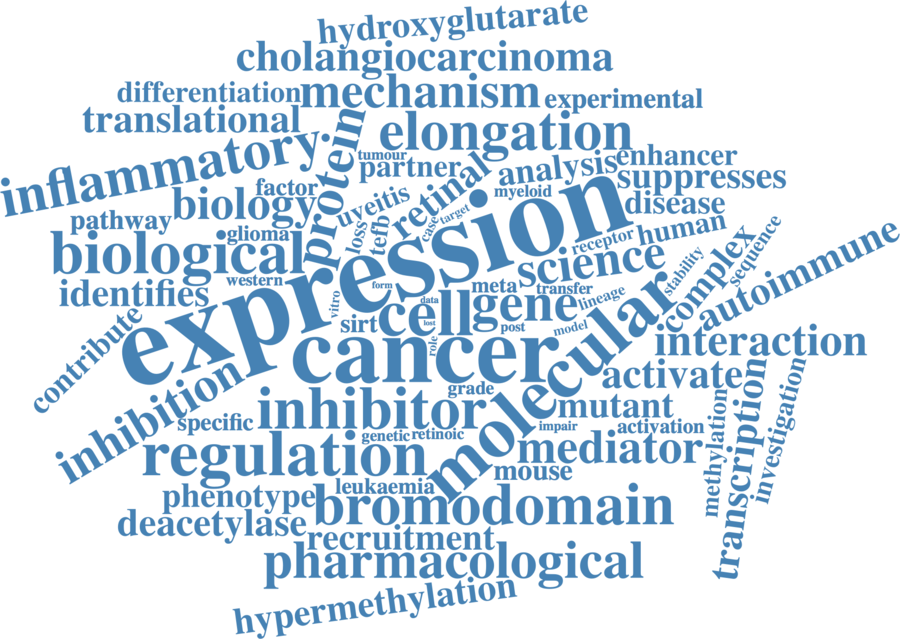 hydroxyglutarate
cholangiocarcinoma
differentiation
mechanism
experimental
translational
elongation
inflammatory
protein
tumour
partner
retinal
analysis
enhancer
suppresses
factor
biology
uveitis
myeloid
disease
pathway
glioma
loss
tefb
case
target
expression
receptor
human
biological
science
complex
sequence
stability
autoimmune
western
identifies
form
meta
transfer
vitro
data
cell
gene
lineage
contribute
sirt
lost
post
model
role
cancer
molecular
interaction
inhibition
grade
activate
specific
inhibitor
mutant
impair
activation
genetic
retinoic
regulation
mediator
methylation
transcription
investigation
mouse
leukaemia
phenotype
bromodomain
deacetylase
recruitment
pharmacological
hypermethylation